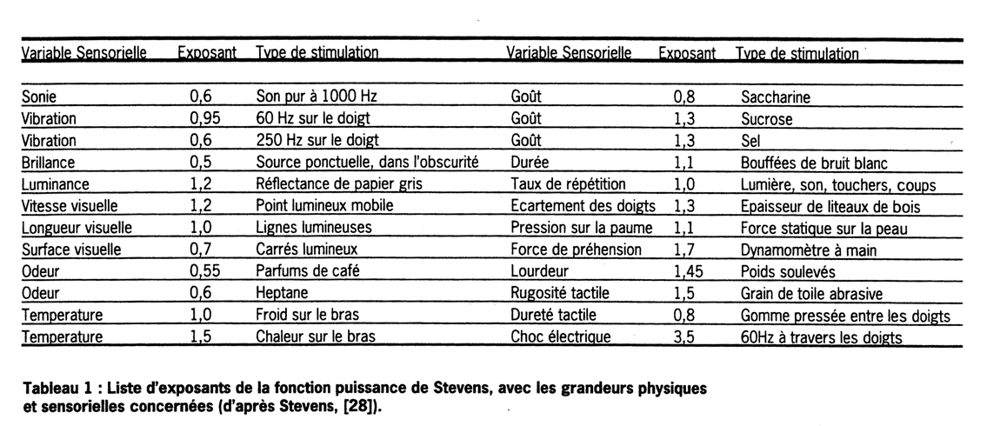 Variable Sensorielle Exposant Type de stimulation Variable Sensorielle Exposant Type de stimulation
Sonie 0,6 Son pur à 1000 Hz Goût 0,8 Saccharine
Vibration 0,95 60 Hz sur le doigt Goût 1,3 Sucrose
Vibration 0,6 250 Hz sur le doigt Goût 1,3 Sel
Brillance 0,5 Source ponctuelle, dans l'obscurité Durée 1,1 Bouffées de bruit blanc
Luminance 1,2 Réflectance de papier gris Taux de répétition 1,0 Lumière, son, touchers, coups
Vitesse visuelle 1,2 Point lumineux mobile Ecartement des doigts 1,3 Epaisseur de liteaux de bois
Longueur visuelle 1,0 Lignes lumineuses Pression sur la paume 1,1 Force statique sur la peau
Surface visuelle 0,7 Carrés lumineux Force de préhension 1,7 Dynamomètre à main
Odeur 0,55 Parfums de café Lourdeur 1,45 Poids soulevés
Odeur 0,6 Heptane Rugosité tactile 1,5 Grain de toile abrasive
Temperature 1,0 Froid sur le bras Dureté tactile 0,8 Gomme pressée entre les doigts
Temperature 1,5 Chaleur sur le bras Choc électrique 3,5 60Hz à travers les doigts
Tableau 1 : Liste d'exposants de la fonction puissance de Stevens, avec les grandeurs physiques
et sensorielles concernées (d'après Stevens, [28]).